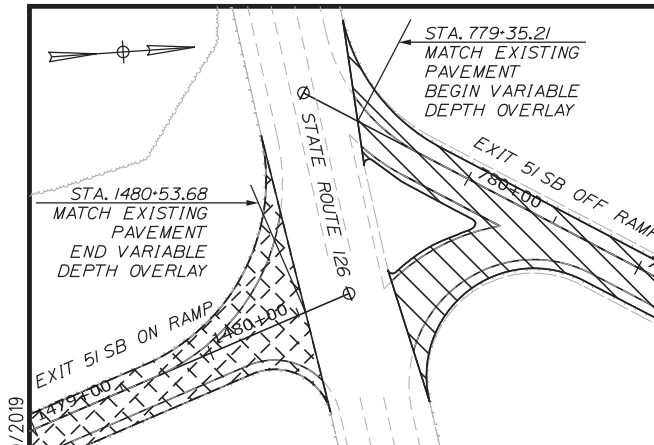 STA. 779+35.21
MATCH EXISTING
PAVEMENT
BEGIN VARIABLE
DEPTH OVERLAY
EXIT 51 SB OFF RAMP
780+00
STATE ROUTE 126
STA. 1480+53.68
MATCH EXISTING
PAVEMENT
END VARIABLE
DEPTH OVERLAY
1480+00
EXIT 51 SB ON RAMP
1479+00
/2019